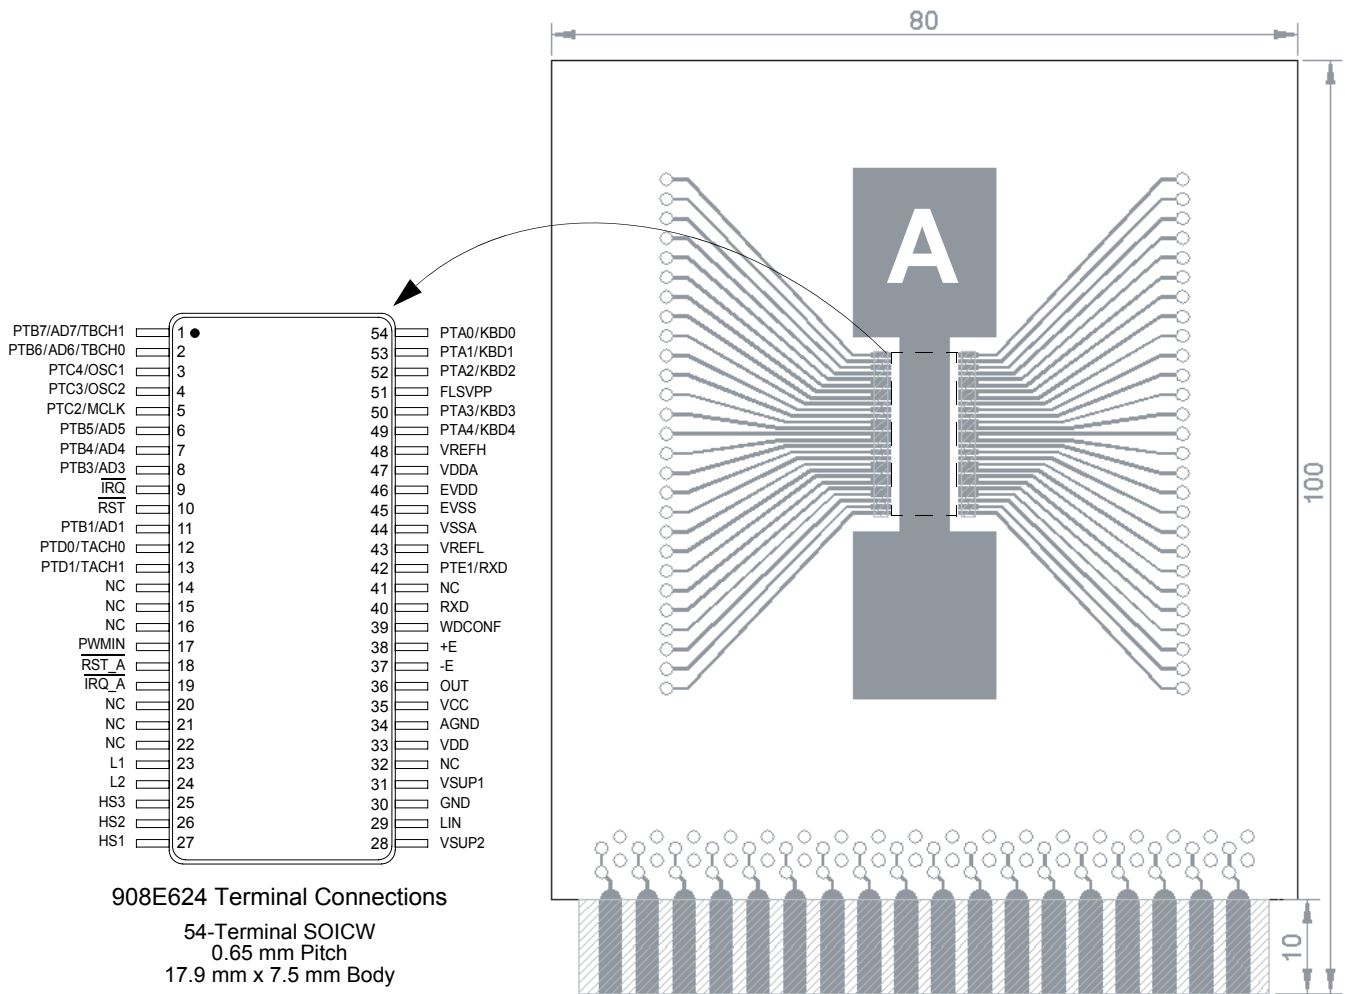 80
A
100
10
PTB7/AD7/TBCH1 1 54 PTA0/KBD0
PTB6/AD6/TBCH0 2 53 PTA1/KBD1
PTC4/OSC1 3 52 PTA2/KBD2
PTC3/OSC2 4 51 FLSVPP
PTC2/MCLK 5 50 PTA3/KBD3
PTB5/AD5 6 49 PTA4/KBD4
PTB4/AD4 7 48 VREFH
PTB3/AD3 8 47 VDDA
IRQ 9 46 EVDD
RST 10 45 EVSS
PTB1/AD1 11 44 VSSA
PTD0/TACH0 12 43 VREFL
PTD1/TACH1 13 42 PTE1/RXD
NC 14 41 NC
NC 15 40 RXD
NC 16 39 WDCONF
PWMIN 17 38 +E
RST_A 18 37 -E
IRQ_A 19 36 OUT
NC 20 35 VCC
NC 21 34 AGND
NC 22 33 VDD
L1 23 32 NC
L2 24 31 VSUP1
HS3 25 30 GND
HS2 26 29 LIN
HS1 27 28 VSUP2
908E624 Terminal Connections
54-Terminal SOICW
0.65 mm Pitch
17.9 mm x 7.5 mm Body